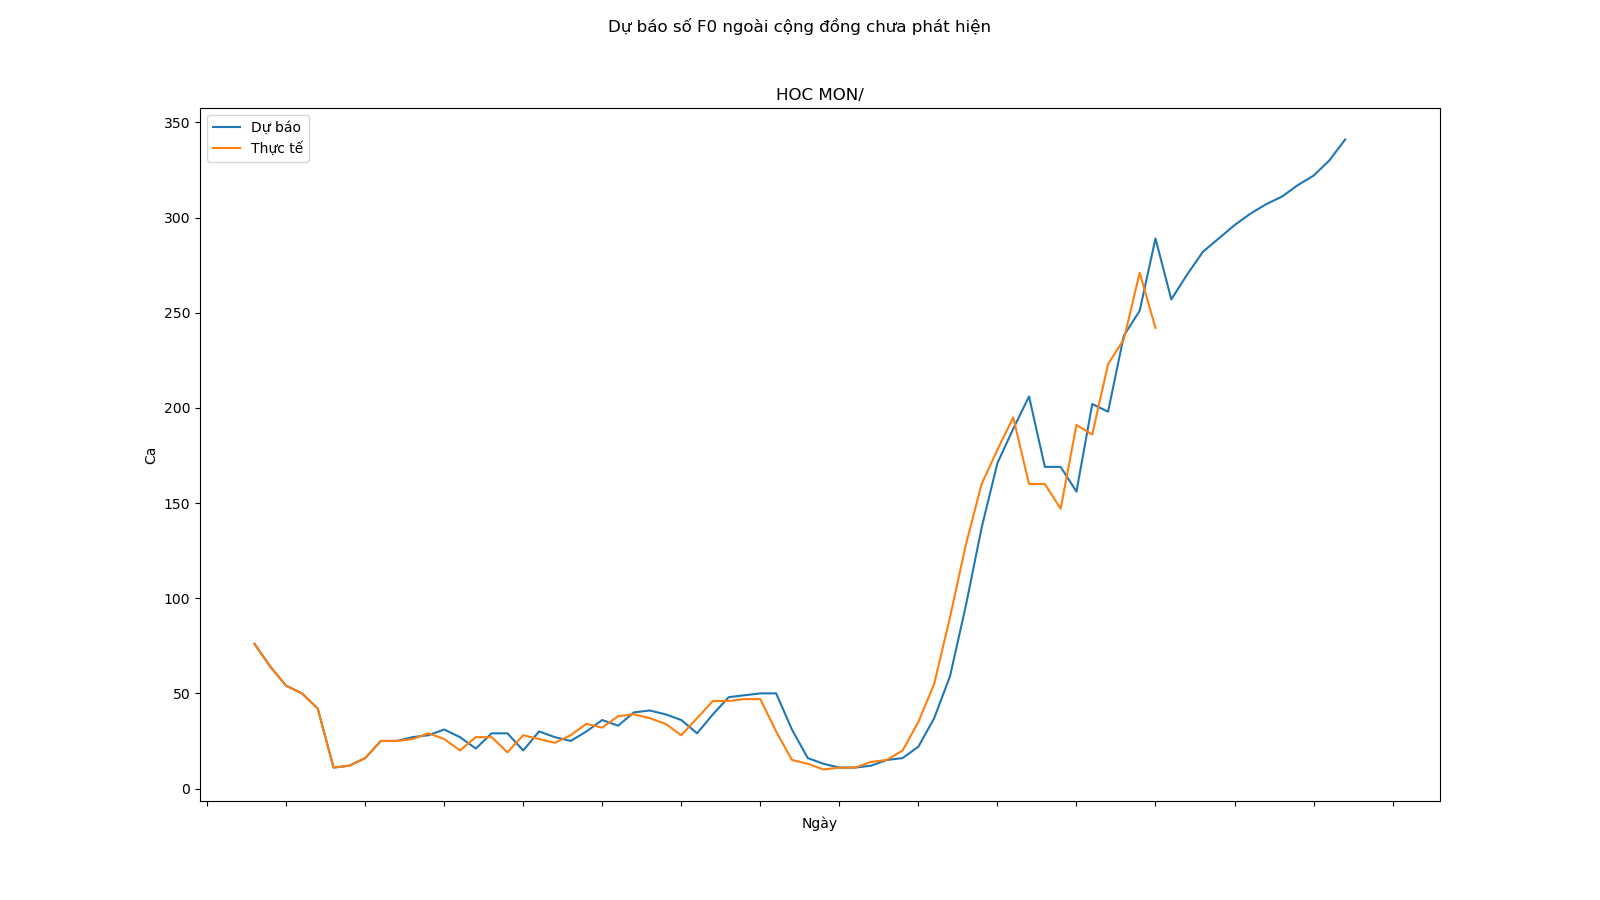 Dự báo số F0 ngoài cộng đồng chưa phát hiện
HOC MON/
Dự báo
Thực tế
350
300
250
200
150
100
50
0
Ca
Ngày